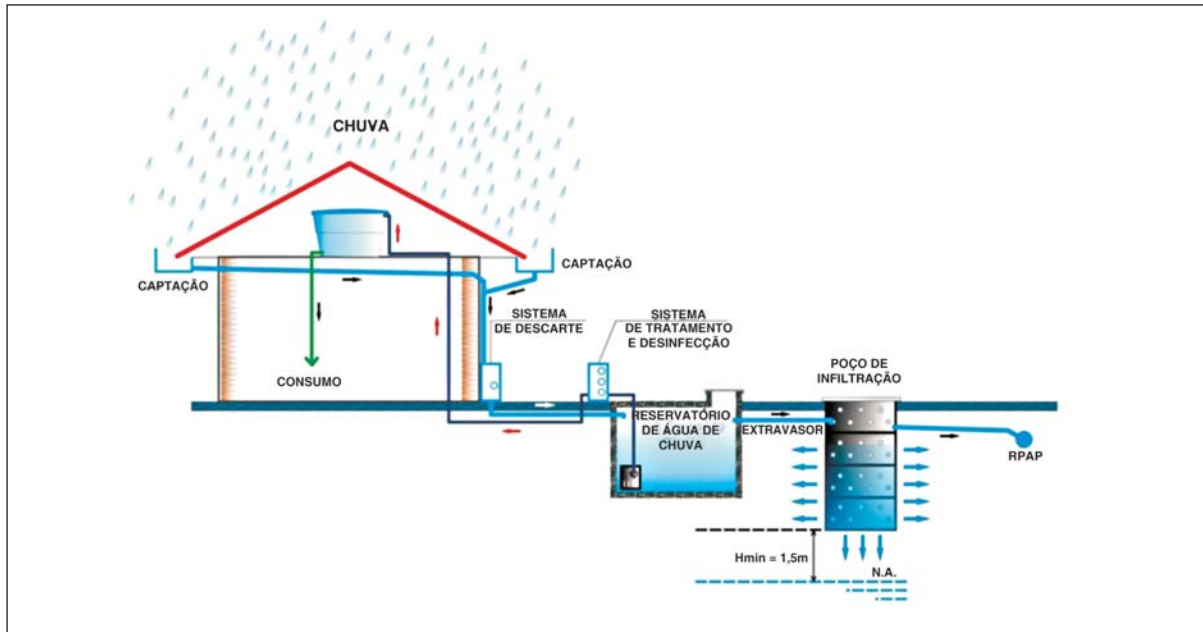 CHUVA
CAPTAÇÃO
CAPTAÇÃO
SISTEMA
DE DESCARTE
SISTEMA
DE TRATAMENTO
E DESINFECÇÃO
CONSUMO
POÇO DE
INFILTRAÇÃO
RESERVATÓRIO
DE ÁGUA DE
CHUVA
EXTRAVASOR
RPAP
Hmin = 1,5m
N.A.